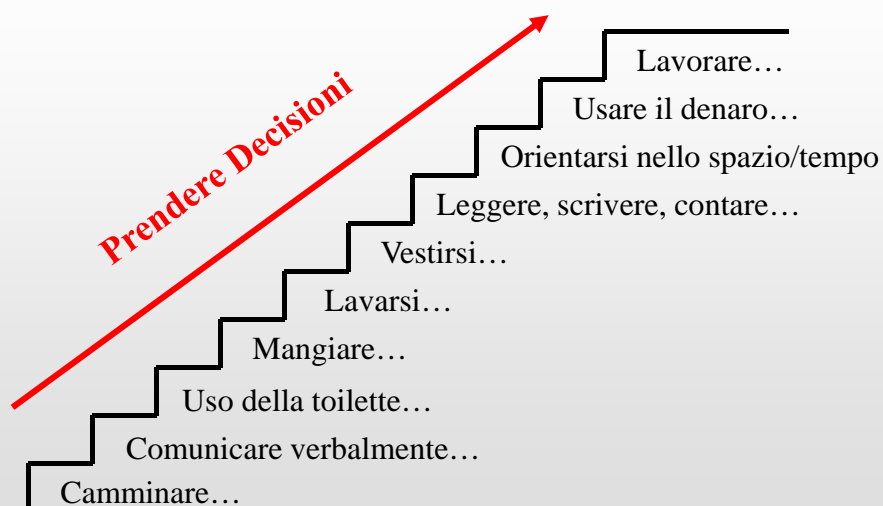 Prendere Decisioni
Lavorare…
Usare il denaro…
Orientarsi nello spazio/tempo
Leggere, scrivere, contare…
Vestirsi…
Lavarsi…
Mangiare…
Uso della toilette…
Comunicare verbalmente…
Camminare…